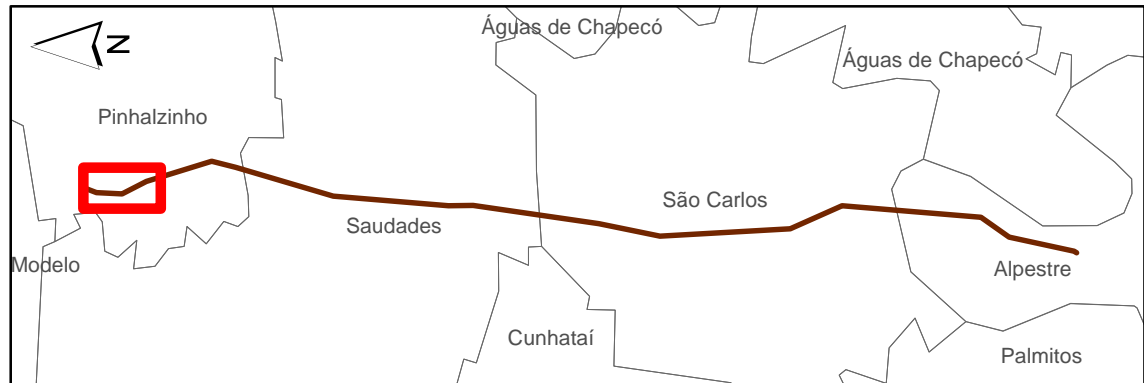 Águas de Chapecó
N
Águas de Chapecó
Pinhalzinho
São Carlos
Saudades
Modelo
Alpestre
Cunhataí
Palmitos